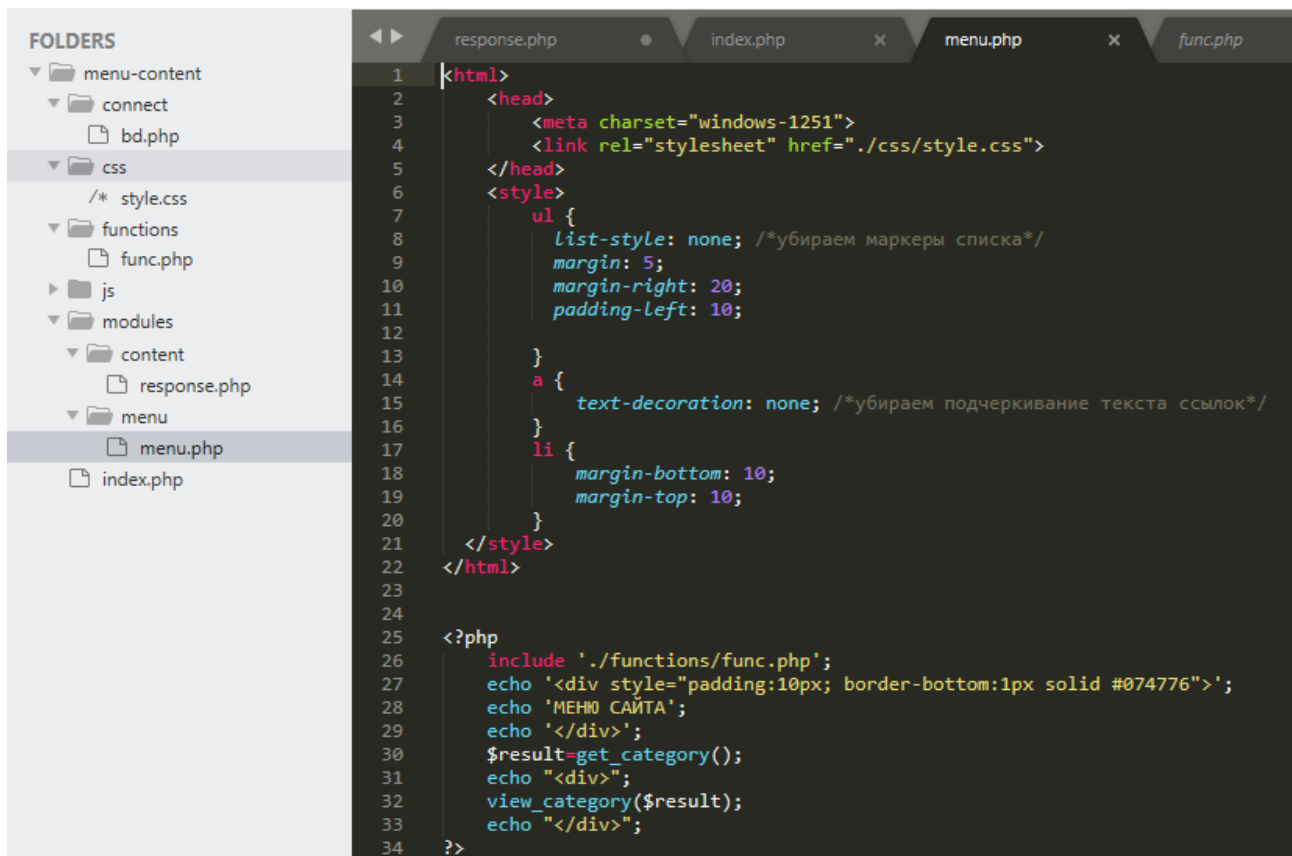 FOLDERS
menu-content
connect
bd.php
css
/* style.css
functions
func.php
js
modules
content
response.php
menu
menu.php
index.php
response.php index.php menu.php func.php
1 <html>
2 <head>
3 <meta charset="windows-1251">
4 <link rel="stylesheet" href="./css/style.css">
5 </head>
6 <style>
7 ul {
8 list-style: none; /*убираем маркеры списка*/
9 margin: 5;
10 margin-right: 20;
11 padding-left: 10;
12
13 }
14 a {
15 text-decoration: none; /*убираем подчеркивание текста ссылок*/
16 }
17 li {
18 margin-bottom: 10;
19 margin-top: 10;
20 }
21 </style>
22 </html>
23
24
25 <?php
26 include './functions/func.php';
27 echo '<div style="padding:10px; border-bottom:1px solid #074776">';
28 echo 'МЕНЮ САЙТА';
29 echo '</div>';
30 $result=get_category();
31 echo "<div>";
32 view_category($result);
33 echo "</div>";
34 ?>